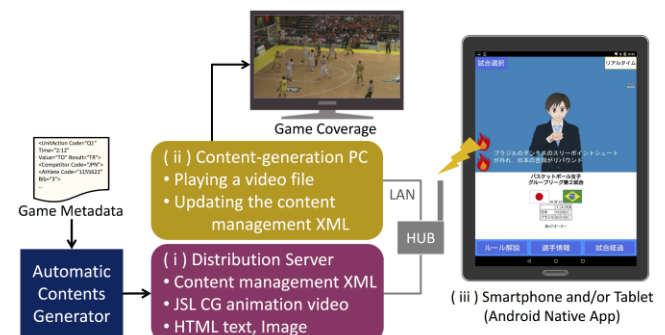 <UnitAction Code="Q1"
Time="2:12"
Value="TO" Result="TR">
<Competitor Code="JPN">
<Athlete Code="1155622"
Bib="3">
...
Game Metadata
Automatic
Contents
Generator
Game Coverage
( ii ) Content-generation PC
• Playing a video file
• Updating the content
management XML
( i ) Distribution Server
• Content management XML
• JSL CG animation video
• HTML text, Image
LAN
HUB
試合選択
リアルタイム
ブラジルのダンタスのスリーポイントシュート
が外れ、日本の吉田がリバウンド
バスケットボール女子
グループリーグ第2試合
ルール解説
選手情報
試合経過
( iii ) Smartphone and/or Tablet
(Android Native App)